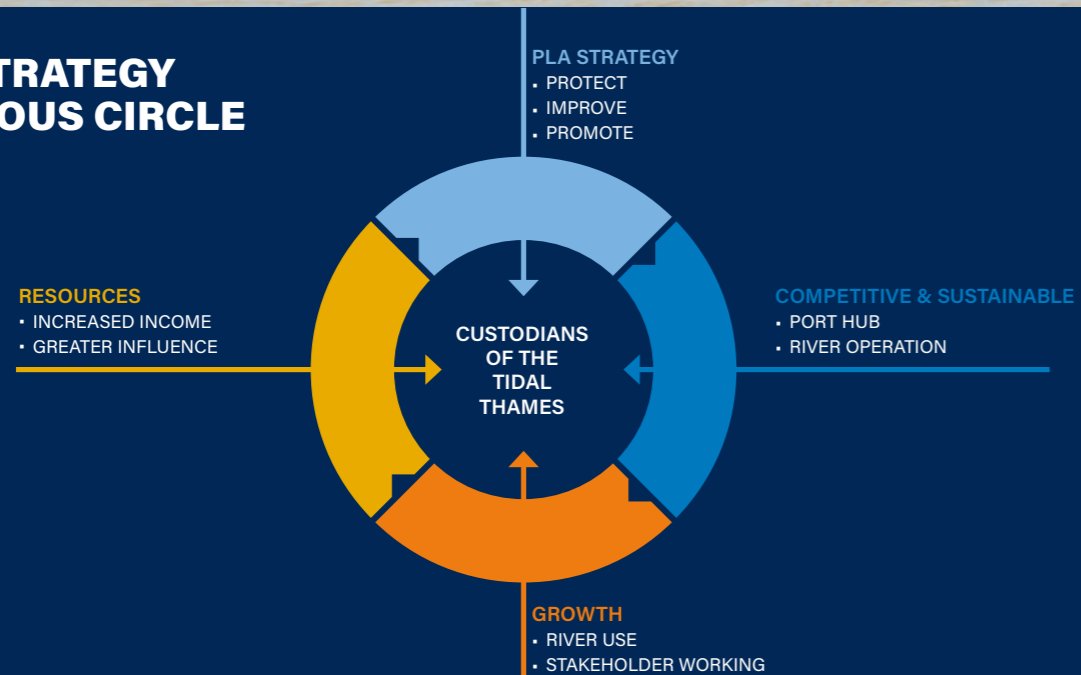 TRATEGY
OUS CIRCLE
PLA STRATEGY
• PROTECT
• IMPROVE
• PROMOTE
RESOURCES
• INCREASED INCOME
• GREATER INFLUENCE
COMPETITIVE & SUSTAINABLE
• PORT HUB
• RIVER OPERATION
CUSTODIANS
OF THE
TIDAL
THAMES
GROWTH
• RIVER USE
• STAKEHOLDER WORKING